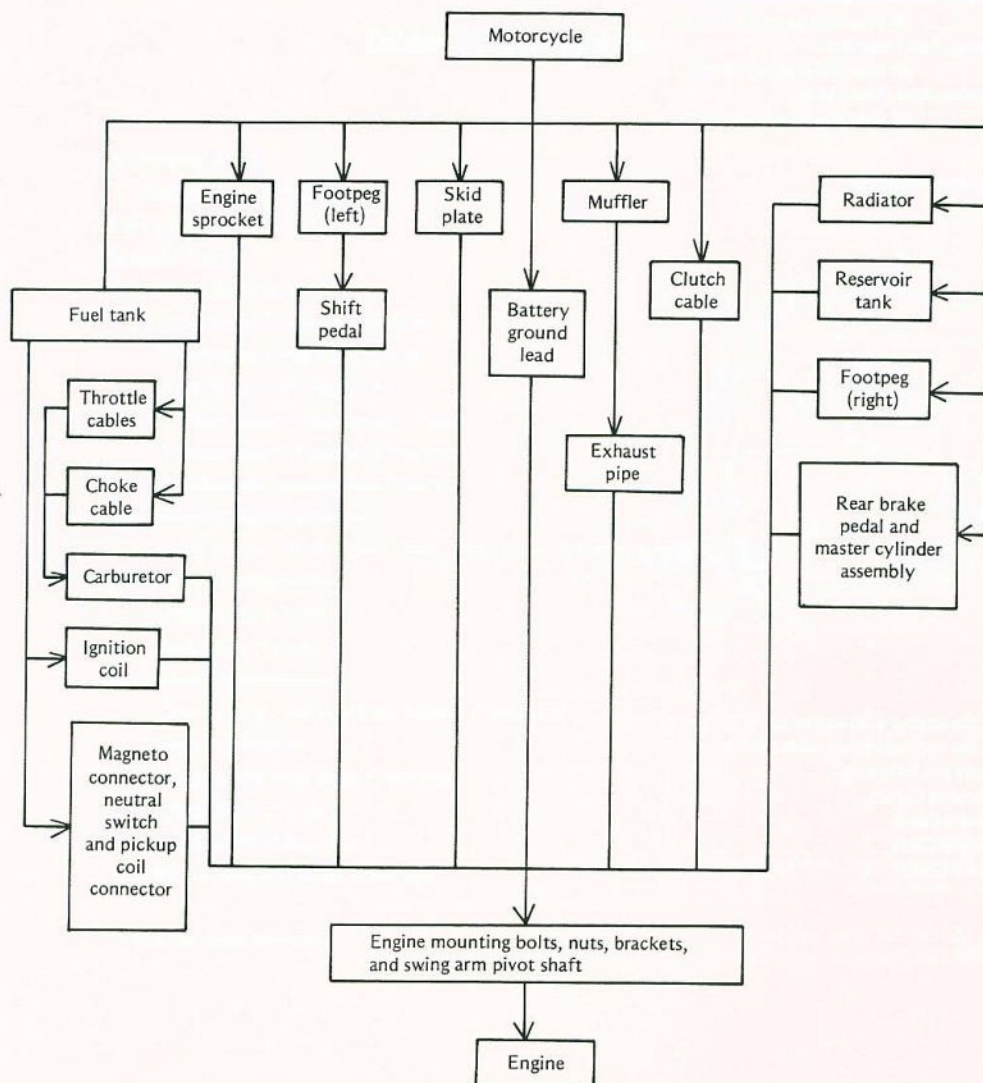 Motorcycle
Engine
sprocket
Footpeg
(left)
Skid
plate
Muffler
Radiator
Fuel tank
Shift
pedal
Battery
ground
lead
Clutch
cable
Reservoir
tank
Throttle
cables
Footpeg
(right)
Choke
cable
Exhaust
pipe
Rear brake
pedal and
master cylinder
assembly
Carburetor
Ignition
coil
Magneto
connector,
neutral
switch
and pickup
coil
connector
Engine mounting bolts, nuts, brackets,
and swing arm pivot shaft
Engine